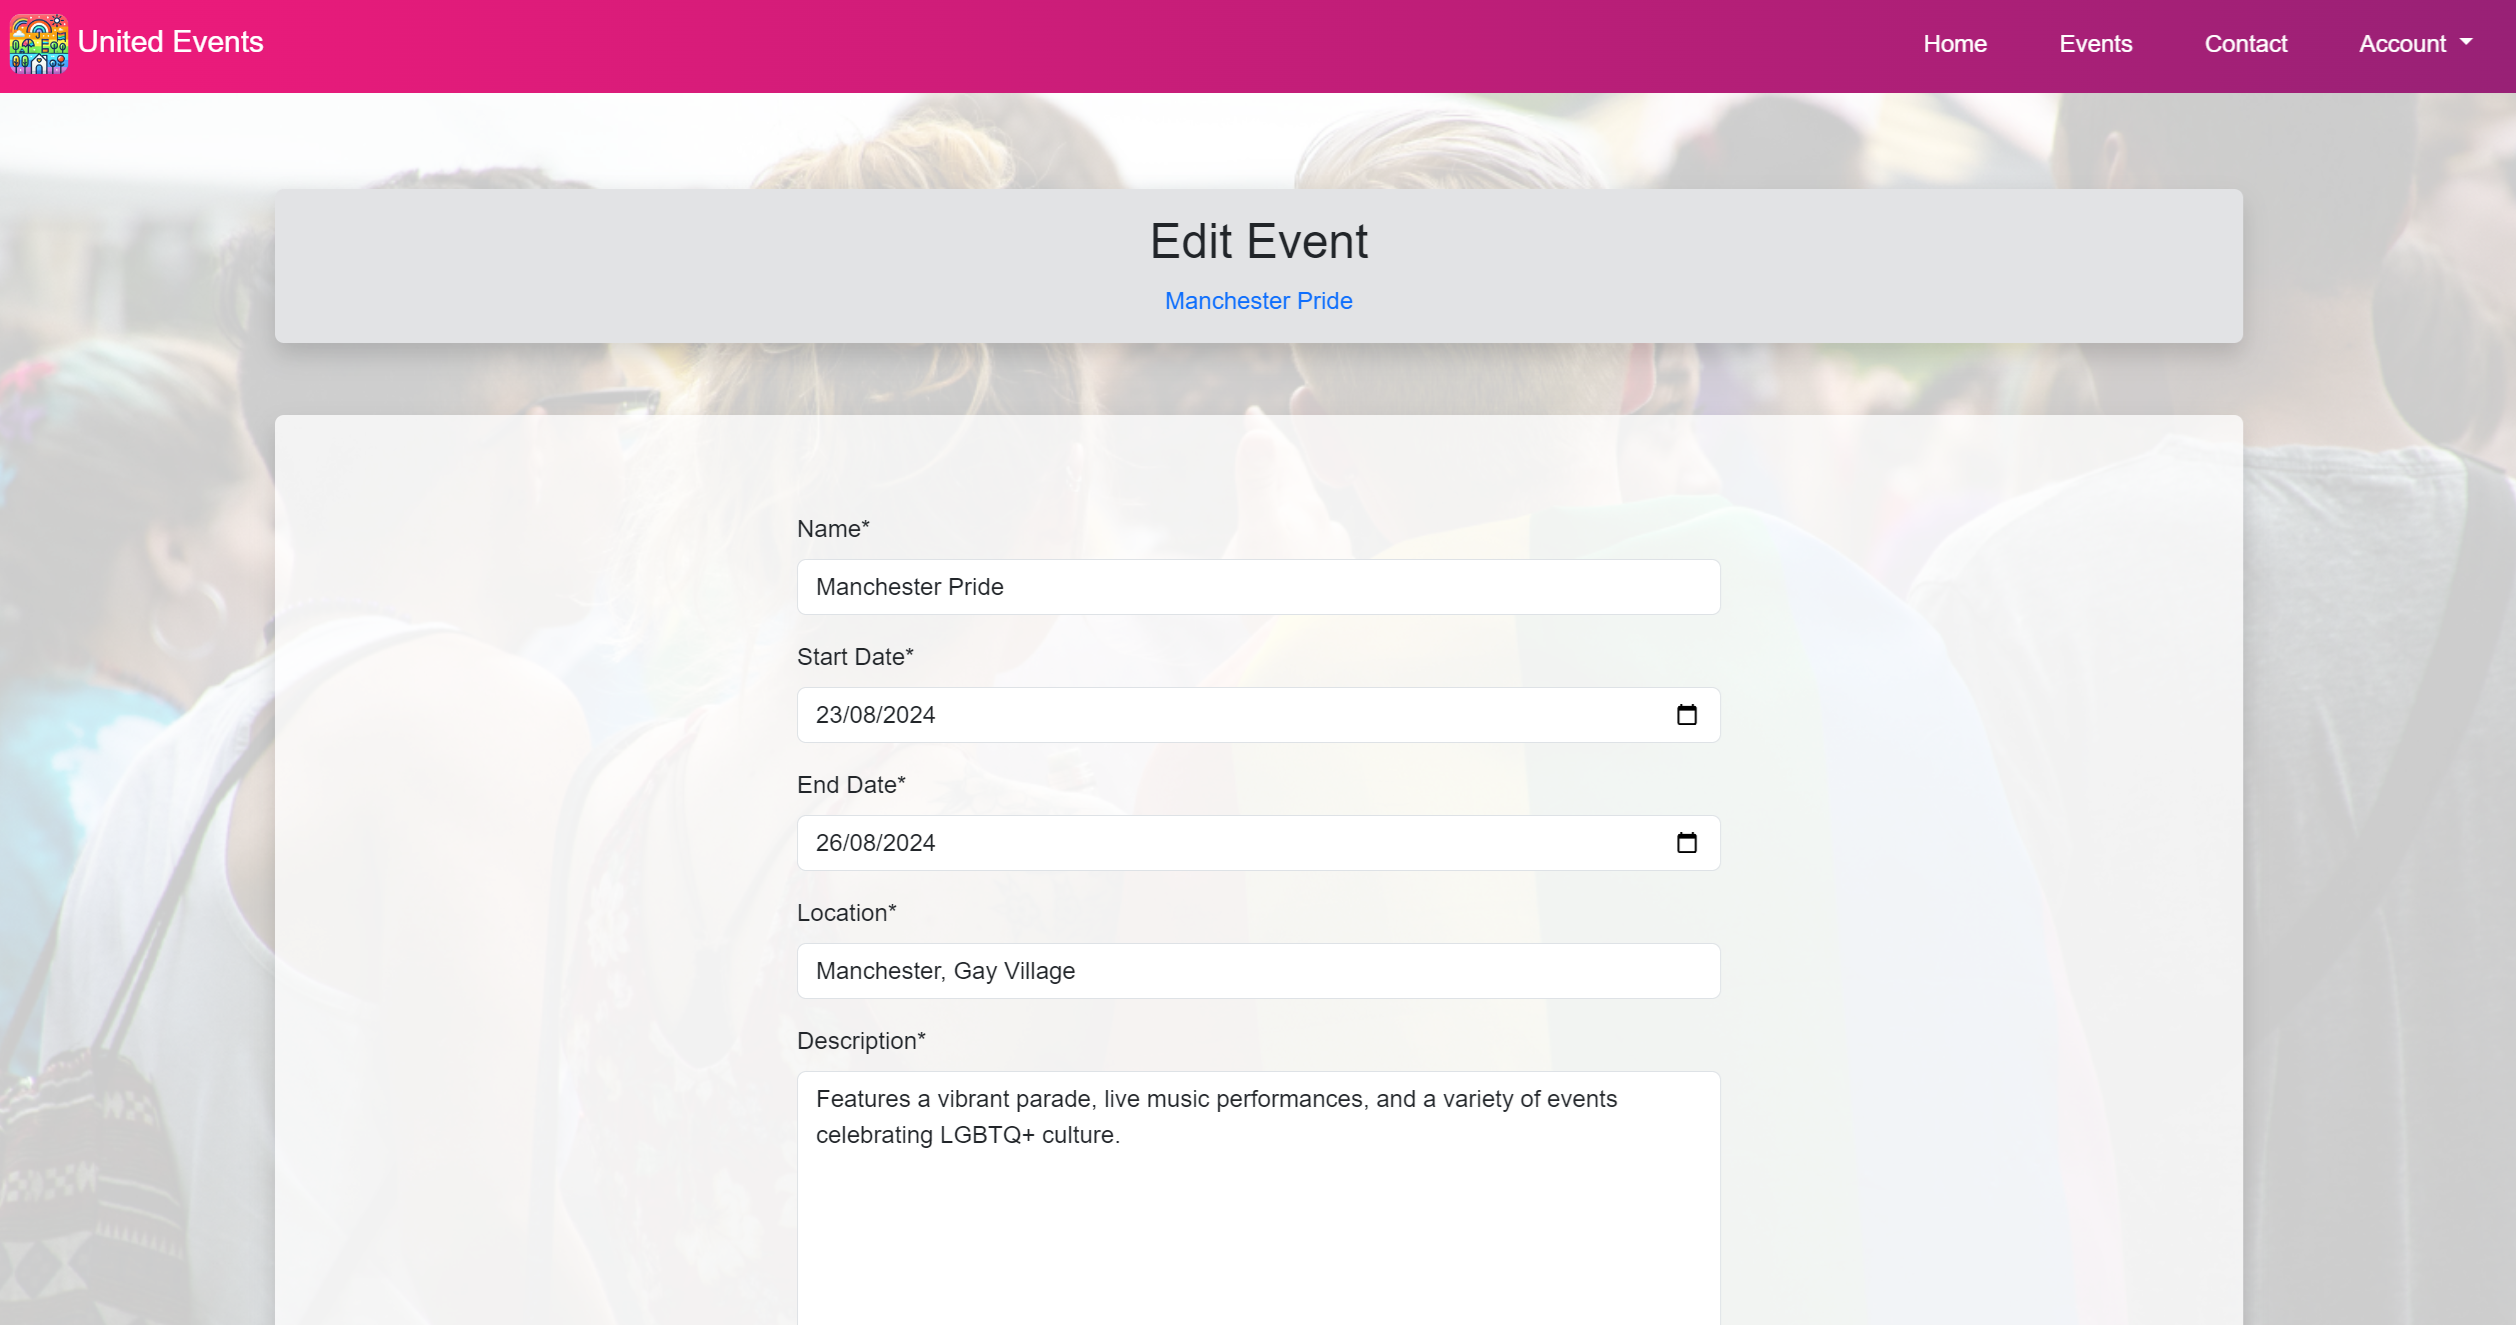 United Events
Home
Events
Contact
Account
Edit Event
Manchester Pride
Name*
Manchester Pride
Start Date*
23/08/2024
End Date*
26/08/2024
Location*
Manchester, Gay Village
Description*
Features a vibrant parade, live music performances, and a variety of events
celebrating LGBTQ+ culture.